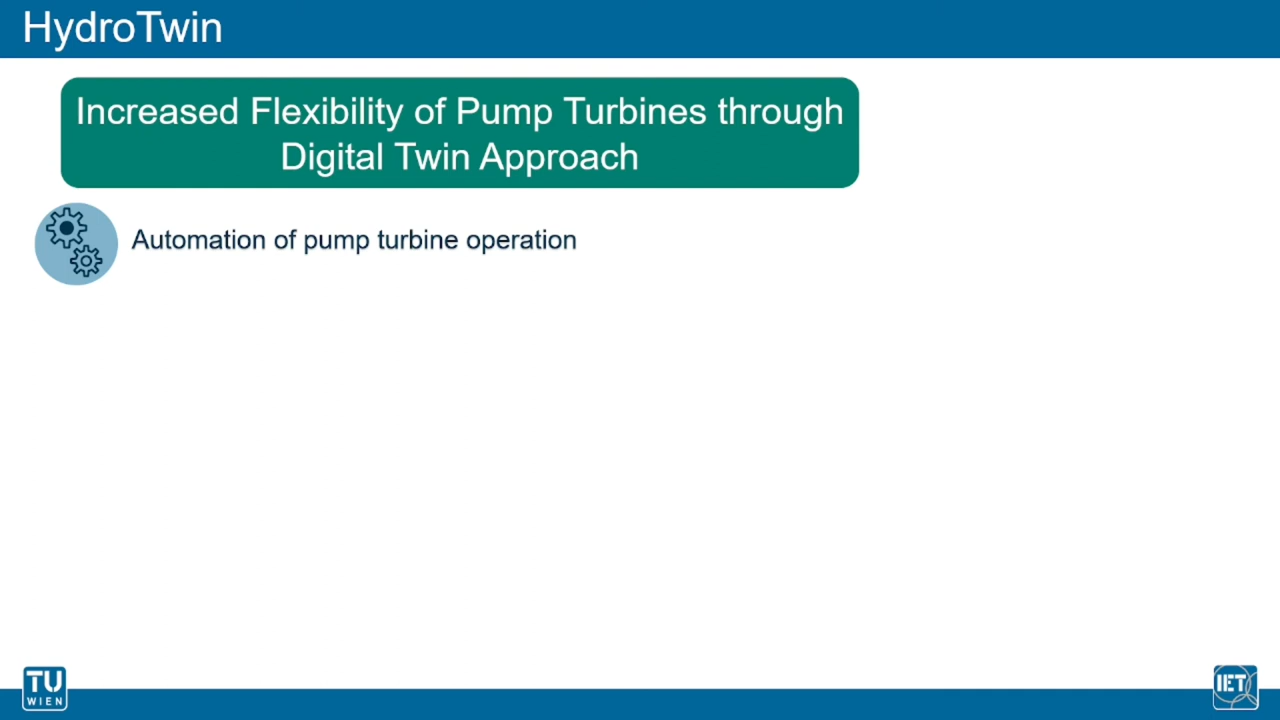 HydroTwin
Increased Flexibility of Pump Turbines through
Digital Twin Approach
Automation of pump turbine operation
TU
WIEN
IET